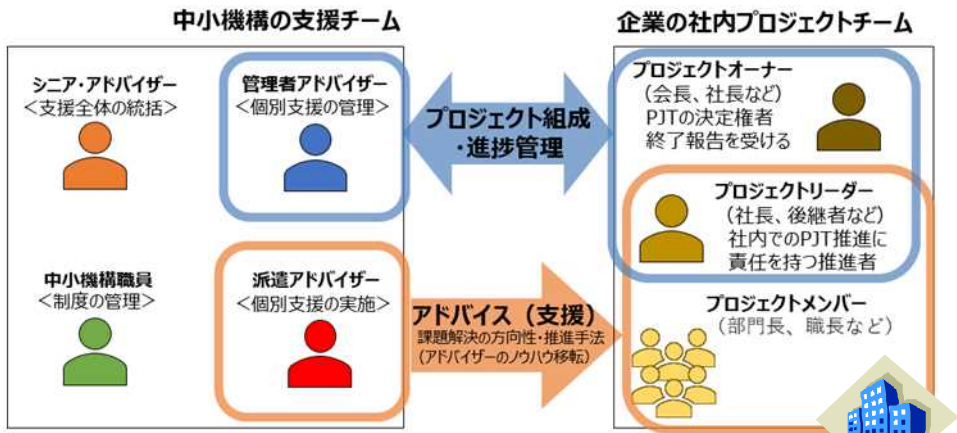 中小機構の支援チーム
シニア・アドバイザー
<支援全体の統括>
管理者アドバイザー
<個別支援の管理>
中小機構職員
<制度の管理>
派遣アドバイザー
<個別支援の実施>
プロジェクト組成
・進捗管理
アドバイス（支援）
課題解決の方向性・推進手法
（アドバイザーのノウハウ移転）
企業の社内プロジェクトチーム
プロジェクトオーナー
（会長、社長など）
PJTの決定権者
終了報告を受ける
プロジェクトリーダー
（社長、後継者など）
社内でのPJT推進に
責任を持つ推進者
プロジェクトメンバー
（部門長、職長など）